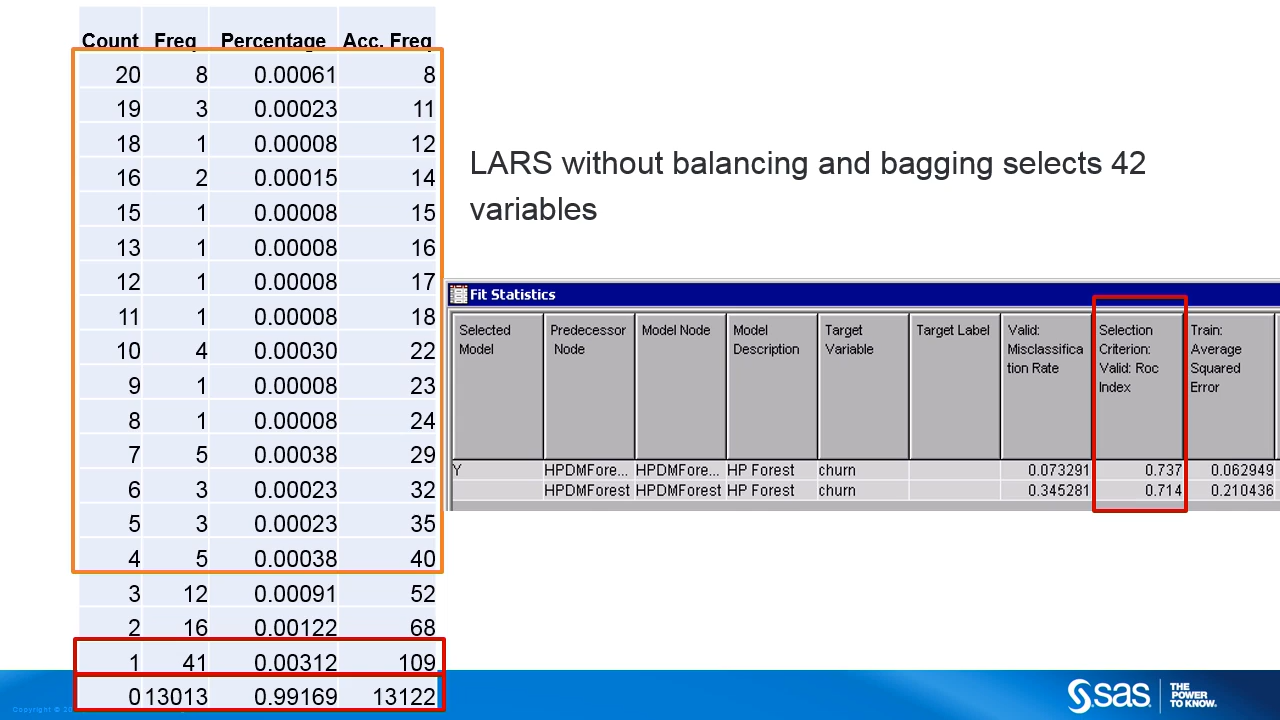 Count Freq Percentage Acc. Freq
20 8 0.00061 8
19 3 0.00023 11
18 1 0.00008 12
16 2 0.00015 14
15 1 0.00008 15
13 1 0.00008 16
12 1 0.00008 17
11 1 0.00008 18
10 4 0.00030 22
9 1 0.00008 23
8 1 0.00008 24
7 5 0.00038 29
6 3 0.00023 32
5 3 0.00023 35
4 5 0.00038 40
3 12 0.00091 52
2 16 0.00122 68
1 41 0.00312 109
0 13013 0.99169 13122
LARS without balancing and bagging selects 42
variables
Fit Statistics
Selected Predecessor Model Node Model Target Target Label Valid: Selection Train:
Model Node Description Variable Misclassifica Criterion: Average
tion Rate Valid: Roc Squared
Index Error
Y HPDMFore... HPDMFore... HP Forest churn 0.073291 0.737 0.062949
HPDMForest HPDMForest HP Forest churn 0.345281 0.714 0.210436
Copyright © 20
sas THE
POWER
TO KNOW.